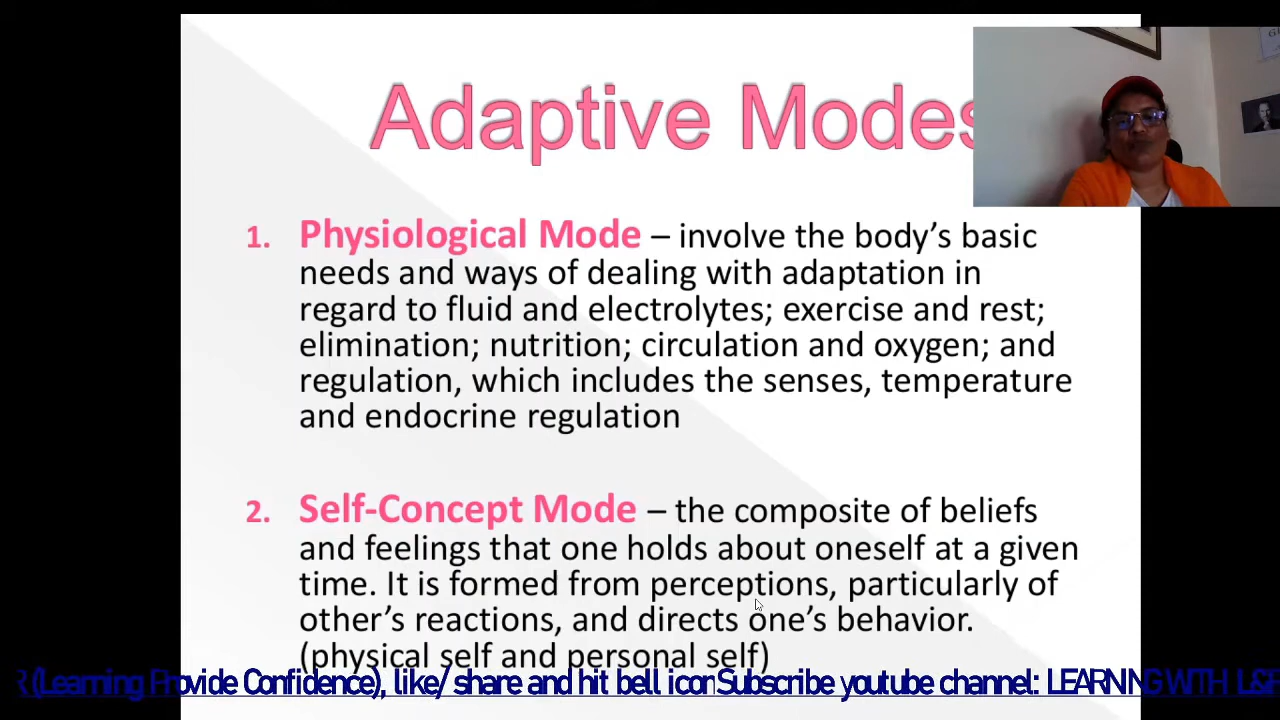 Adaptive Modes
1. Physiological Mode – involve the body's basic
needs and ways of dealing with adaptation in
regard to fluid and electrolytes; exercise and rest;
elimination; nutrition; circulation and oxygen; and
regulation, which includes the senses, temperature
and endocrine regulation
2. Self-Concept Mode – the composite of beliefs
and feelings that one holds about oneself at a given
time. It is formed from perceptions, particularly of
other's reactions, and directs one's behavior.
(physical self and personal self)
R (Learning Provide Confidence), like/ share and hit bell iconSubscribe youtube channel: LEARNING WITH L&R